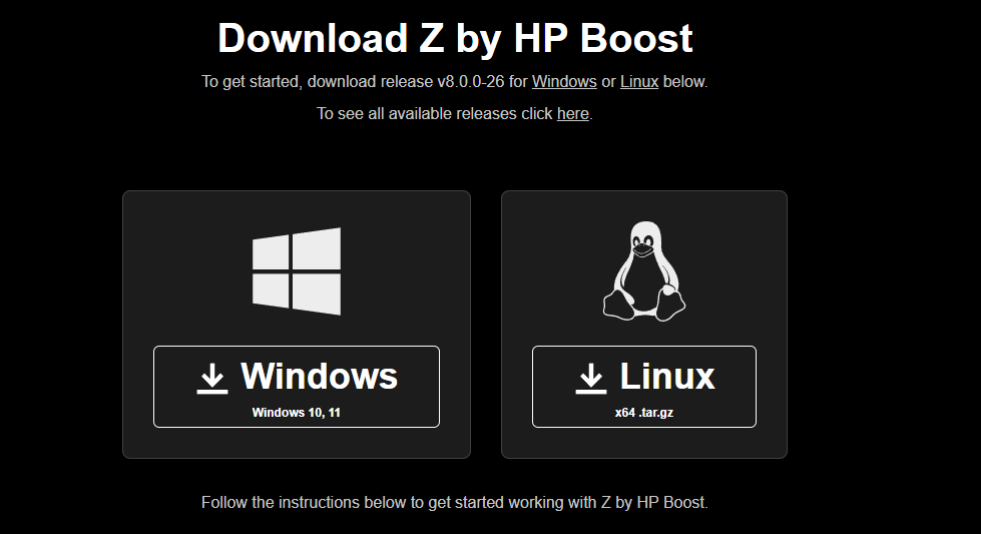 Download Z by HP Boost
To get started, download release v8.0.0-26 for Windows or Linux below.
To see all available releases click here.
Windows
Windows 10, 11
Linux
x64 .tar.gz
Follow the instructions below to get started working with Z by HP Boost.